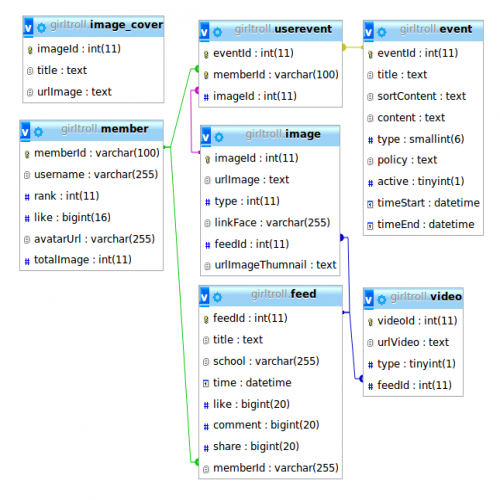 girltroll.image_cover
imageId : int(11)
title : text
urlImage : text
girltroll.member
memberId : varchar(100)
username : varchar(255)
rank : int(11)
like : bigint(16)
avatarUrl : varchar(255)
totalImage : int(11)
girltroll.userevent
eventId : int(11)
memberId : varchar(100)
imageId : int(11)
girltroll.image
imageId : int(11)
urlImage : text
type : int(11)
linkFace : varchar(255)
feedId : int(11)
urlImageThumnail : text
girltroll.feed
feedId : int(11)
title : text
school : varchar(255)
time : datetime
like : bigint(20)
comment : bigint(20)
share : bigint(20)
memberId : varchar(255)
girltroll.event
eventId : int(11)
title : text
sortContent : text
content : text
type : smallint(6)
policy : text
active : tinyint(1)
timeStart : datetime
timeEnd : datetime
girltroll.video
videoId : int(11)
urlVideo : text
type : tinyint(1)
feedId : int(11)